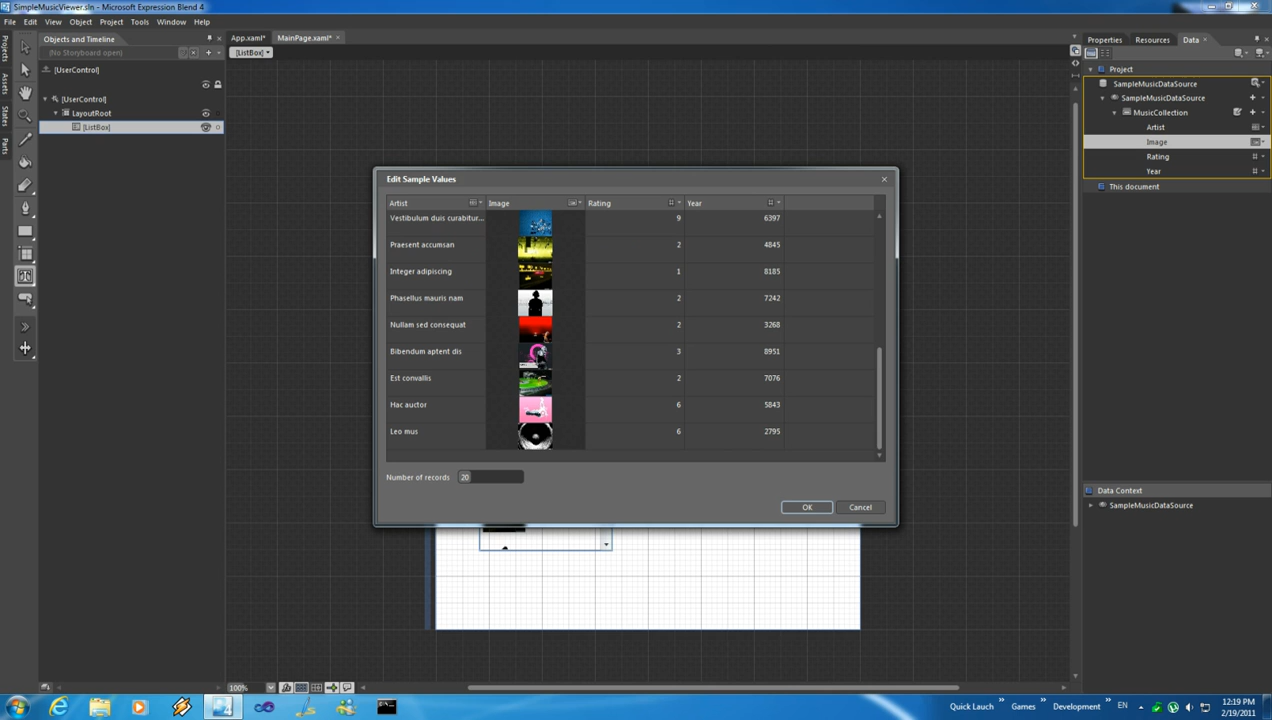 SimpleMusicViewer.sln - Microsoft Expression Blend 4
File Edit View Object Project Tools Window Help
Objects and Timeline
App.xaml* MainPage.xaml* ×
Properties Resources Data ×
(No Storyboard open)
[ListBox]
[UserControl]
[UserControl]
LayoutRoot
[ListBox]
Projects
Assets
States
Parts
Project
SampleMusicDataSource
SampleMusicDataSource
MusicCollection
Artist
Image
Rating
Year
This document
Edit Sample Values
Artist Image Rating Year
Vestibulum duis curabitur... 9 6397
Praesent accumsan 2 4845
Integer adipiscing 1 8185
Phasellus mauris nam 2 7242
Nullam sed consequat 2 3268
Bibendum aptent dis 3 8951
Est convallis 2 7076
Hac auctor 6 5843
Leo mus 6 2795
Number of records 20
OK Cancel
Data Context
SampleMusicDataSource
100%
Quick Lauch » Games » Development » EN 12:19 PM
2/19/2011